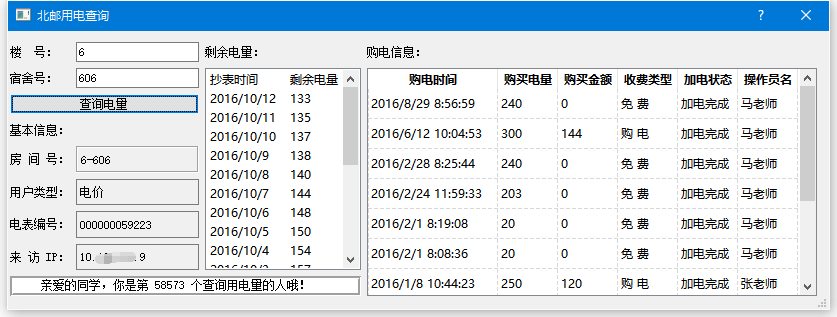 北邮用电查询
楼 号: 6
宿舍号: 606
查询电量
基本信息:
房 间 号: 6-606
用户类型: 电价
电表编号: 000000059223
来 访 IP: 10. .9
亲爱的同学，你是第 58573 个查询用电量的人哦!
剩余电量:
抄表时间 剩余电量
2016/10/12 133
2016/10/11 135
2016/10/10 137
2016/10/9 138
2016/10/8 140
2016/10/7 144
2016/10/6 148
2016/10/5 150
2016/10/4 154
2016/10/3 157
购电信息:
购电时间 购买电量 购买金额 收费类型 加电状态 操作员名
2016/8/29 8:56:59 240 0 免 费 加电完成 马老师
2016/6/12 10:04:53 300 144 购 电 加电完成 马老师
2016/2/28 8:25:44 240 0 免 费 加电完成 马老师
2016/2/24 11:59:33 203 0 免 费 加电完成 马老师
2016/2/1 8:19:08 20 0 免 费 加电完成 马老师
2016/2/1 8:08:36 20 0 免 费 加电完成 马老师
2016/1/8 10:44:23 250 120 购 电 加电完成 张老师